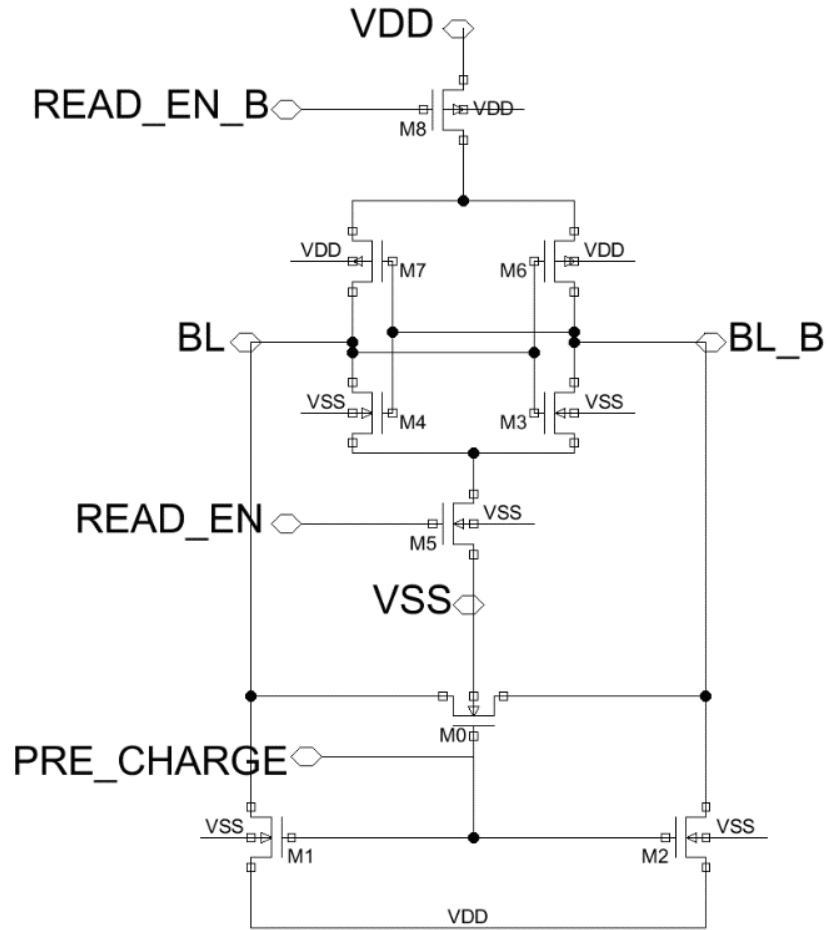 VDD
READ_EN_B
VDD
M8
VDD
M7
M6
VDD
BL
BL_B
VSS
M4
M3
VSS
READ_EN
VSS
M5
VSS
M0
PRE_CHARGE
VSS
M1
M2
VSS
VDD